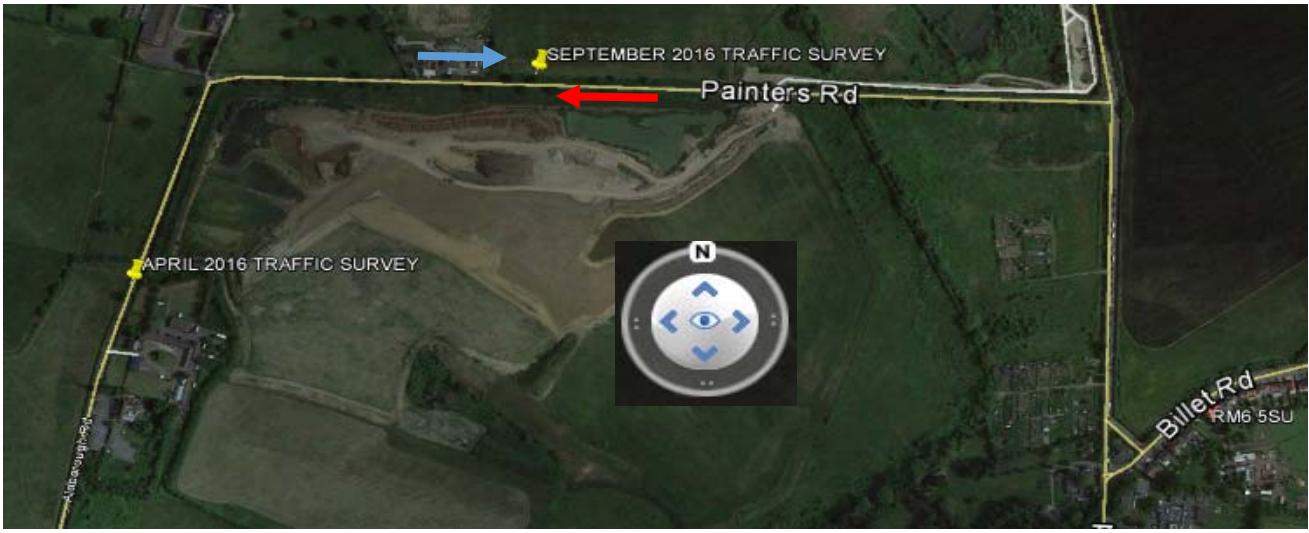 SEPTEMBER 2016 TRAFFIC SURVEY
Painters Rd
N
APRIL 2016 TRAFFIC SURVEY
Billet Rd
RM6 5SU